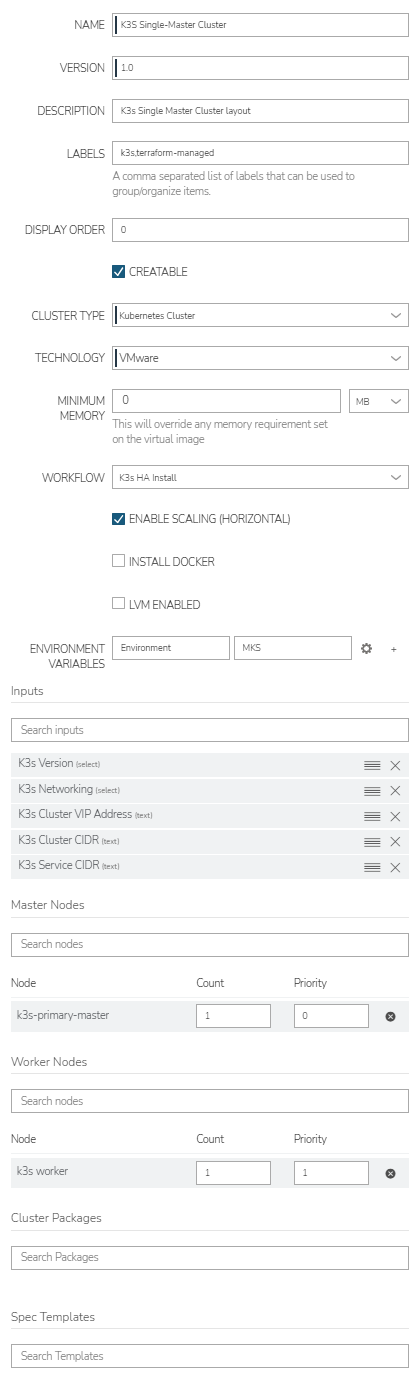 NAME K3S Single-Master Cluster
VERSION 1.0
DESCRIPTION K3s Single Master Cluster layout
LABELS k3s,terraform-managed
A comma separated list of labels that can be used to
group/organize items.
DISPLAY ORDER 0
CREATABLE
CLUSTER TYPE Kubernetes Cluster
TECHNOLOGY VMware
MINIMUM 0 MB
MEMORY
This will override any memory requirement set
on the virtual image
WORKFLOW K3s HA Install
ENABLE SCALING (HORIZONTAL)
INSTALL DOCKER
LVM ENABLED
ENVIRONMENT Environment MKS +
VARIABLES
Inputs
Search inputs
K3s Version (select)
K3s Networking (select)
K3s Cluster VIP Address (text)
K3s Cluster CIDR (text)
K3s Service CIDR (text)
Master Nodes
Search nodes
Node Count Priority
k3s-primary-master 1 0
Worker Nodes
Search nodes
Node Count Priority
k3s worker 1 1
Cluster Packages
Search Packages
Spec Templates
Search Templates